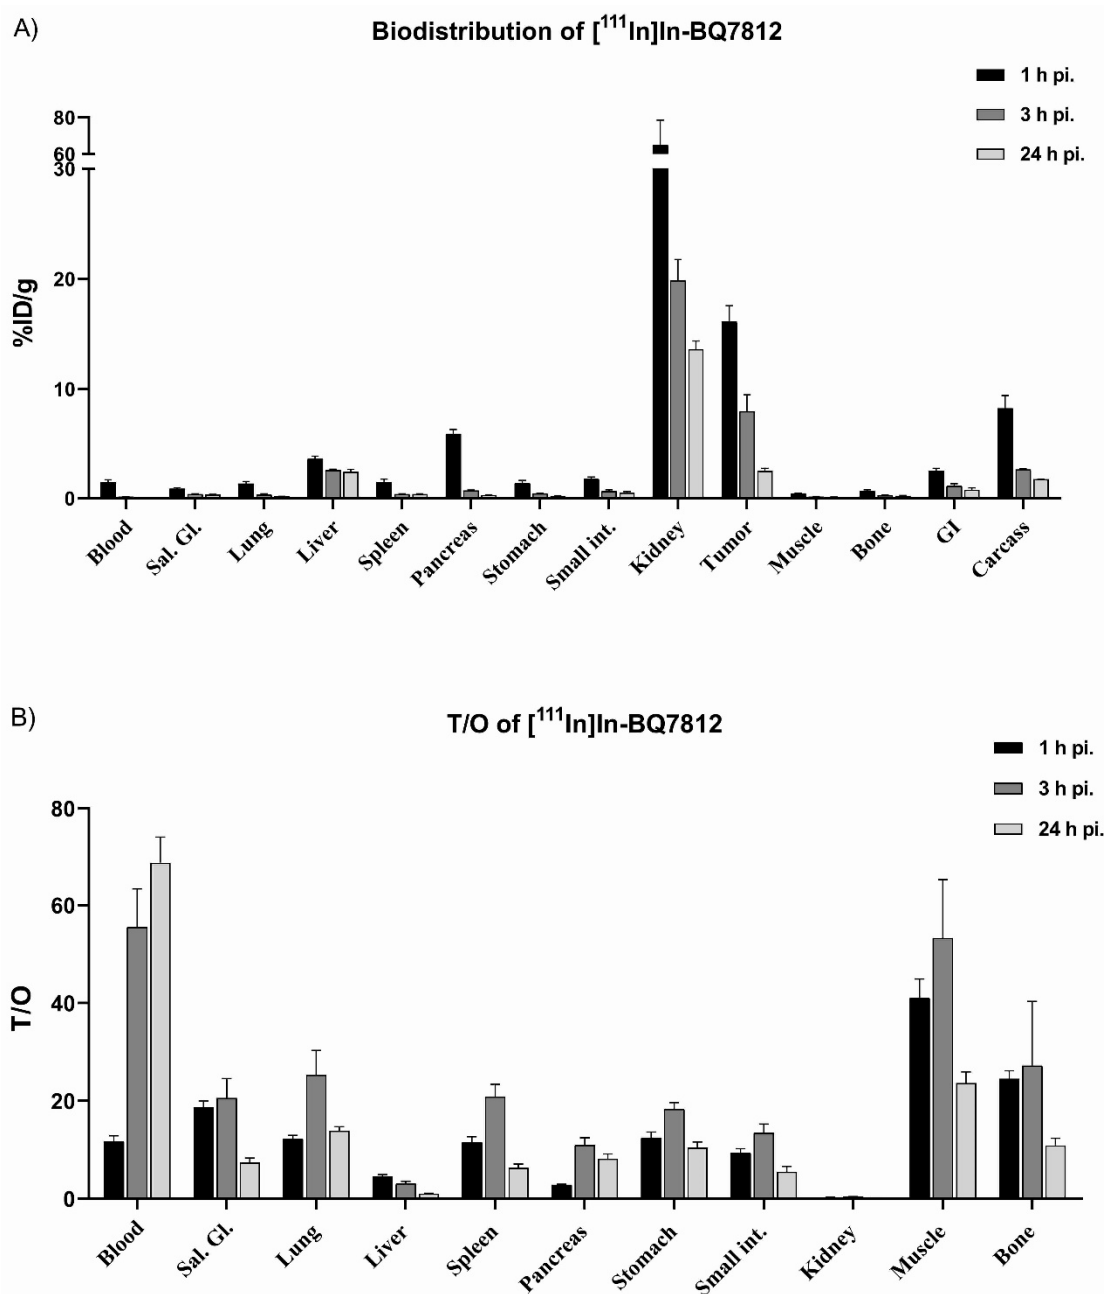 A)
Biodistribution of [¹¹¹In]In-BQ7812
1 h pi.
3 h pi.
24 h pi.
80
60
30
20
10
0
%ID/g
Blood
Sal. Gl.
Lung
Liver
Spleen
Pancreas
Stomach
Small int.
Kidney
Tumor
Muscle
Bone
GI
Carcass
B)
T/O of [¹¹¹In]In-BQ7812
1 h pi.
3 h pi.
24 h pi.
80
60
40
20
0
T/O
Blood
Sal. Gl.
Lung
Liver
Spleen
Pancreas
Stomach
Small int.
Kidney
Muscle
Bone